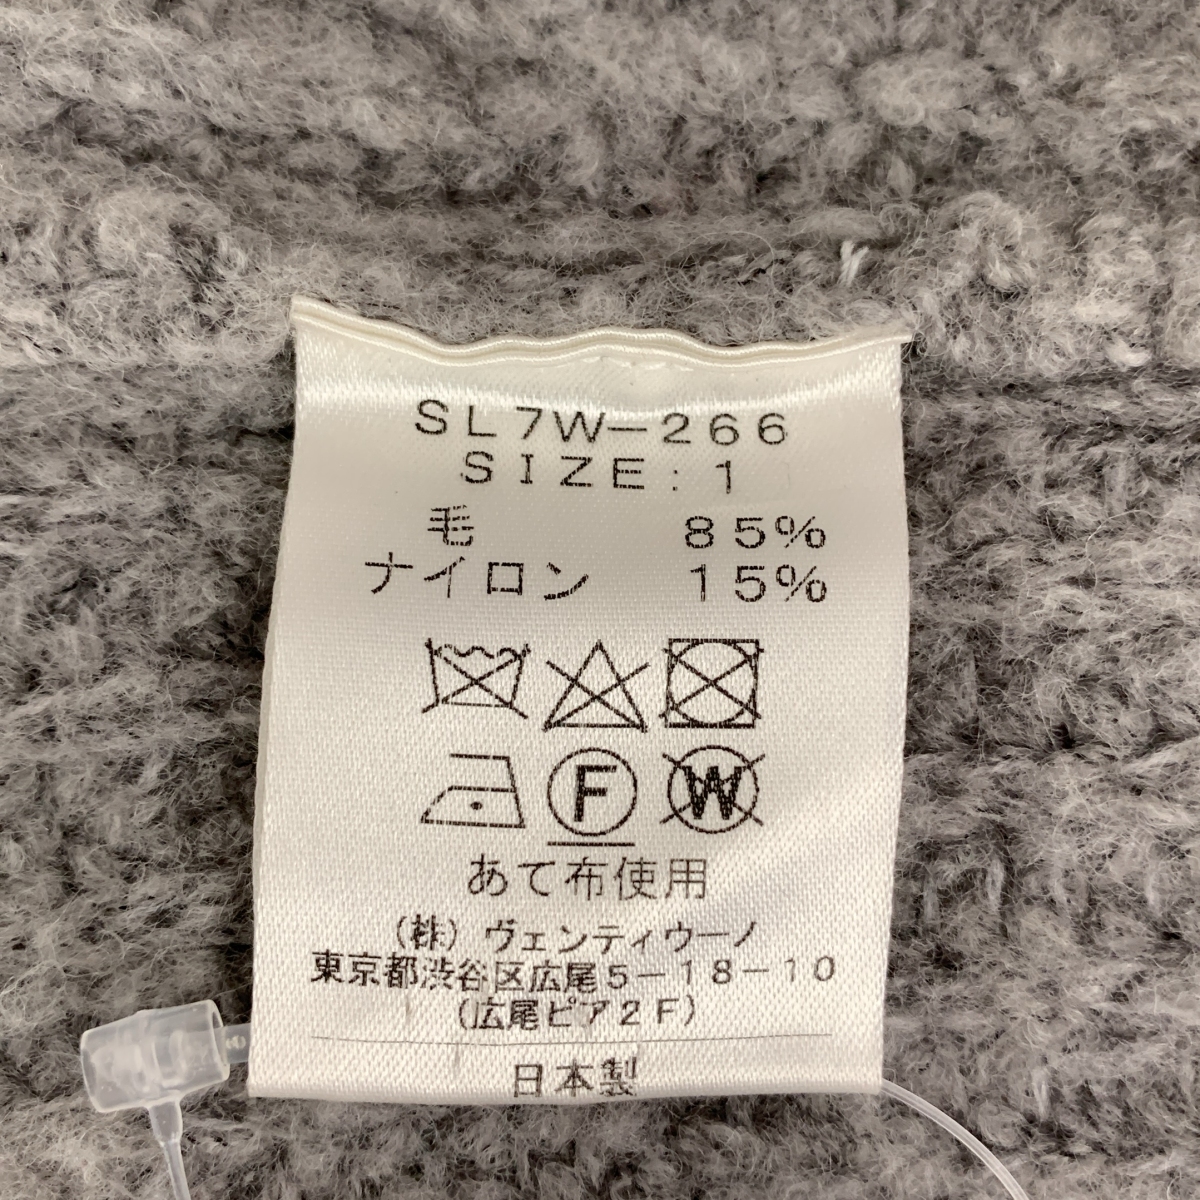 SL7W-266
SIZE:1
毛 85%
ナイロン 15%
F W
あて布使用
(株)ヴェンティウーノ
東京都渋谷区広尾5-18-10
(広尾ピア2F)
日本製